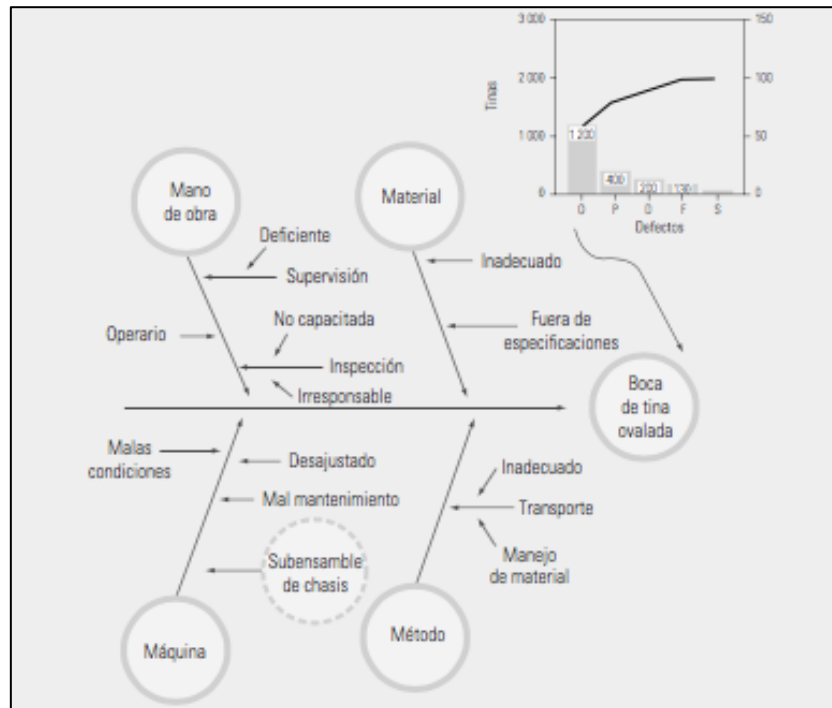 3 000
2 000
1 000
0
Tinas
150
100
50
0
1 200
400
200
130
O
P
D
F
S
Defectos
Mano
de obra
Material
Deficiente
Supervisión
Operario
No capacitada
Inspección
Irresponsable
Inadecuado
Fuera de
especificaciones
Boca
de tina
ovalada
Malas
condiciones
Desajustado
Mal mantenimiento
Subensamble
de chasis
Máquina
Inadecuado
Transporte
Manejo
de material
Método